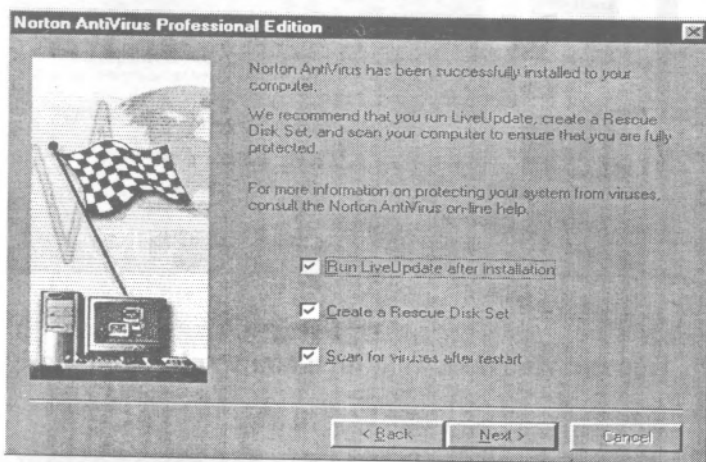 Norton AntiVirus Professional Edition
Norton AntiVirus has been successfully installed to your
computer.
We recommend that you run LiveUpdate, create a Rescue
Disk Set, and scan your computer to ensure that you are fully
protected.
For more information on protecting your system from viruses,
consult the Norton AntiVirus on-line help.
Run LiveUpdate after installation
Create a Rescue Disk Set
Scan for viruses after restart
< Back
Next >
Cancel